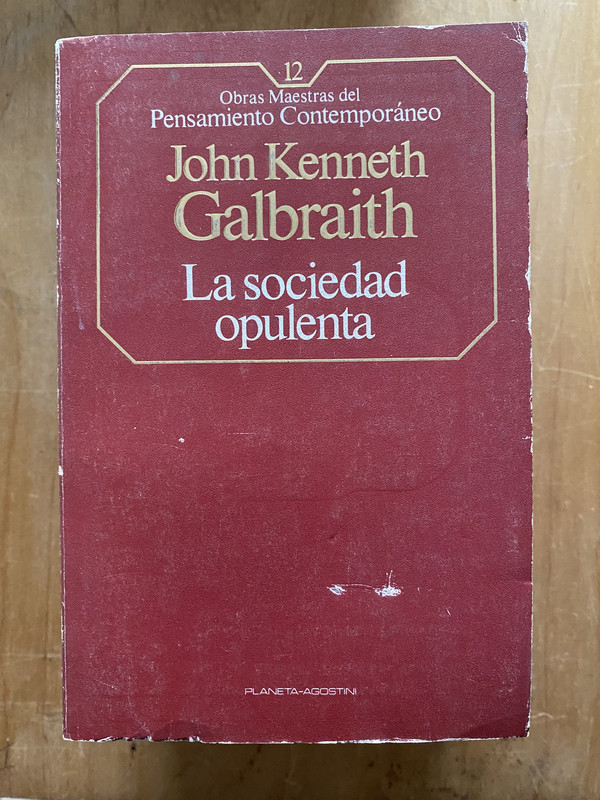 12
Obras Maestras del
Pensamiento Contemporáneo
John Kenneth
Galbraith
La sociedad
opulenta
PLANETA-AGOSTINI